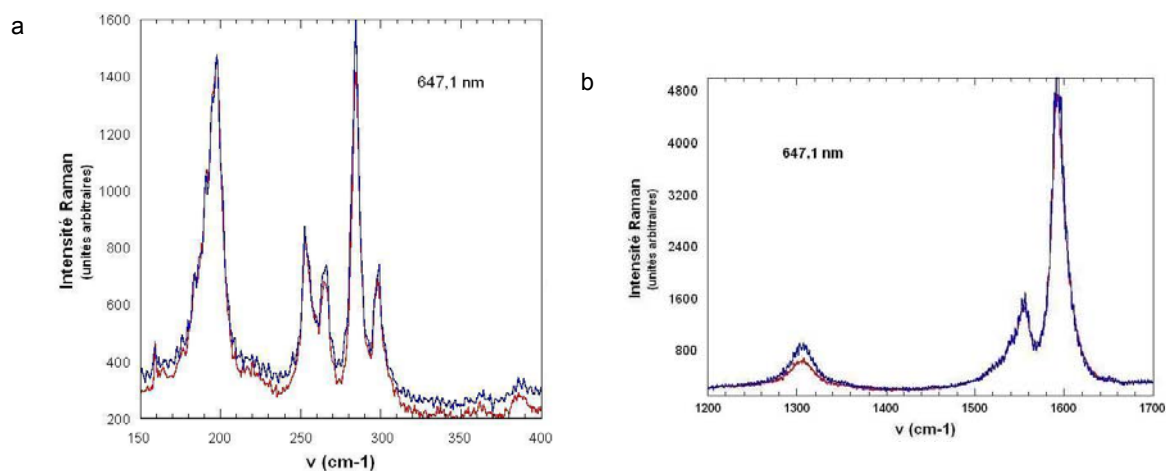 a
1600
1400
1200
1000
800
600
400
200
Intensité Raman
(unités arbitraires)
647,1 nm
150 200 250 300 350 400
ν (cm-1)
b
4800
4000
3200
2400
1600
800
Intensité Raman
(unités arbitraires)
647,1 nm
1200 1300 1400 1500 1600 1700
ν (cm-1)